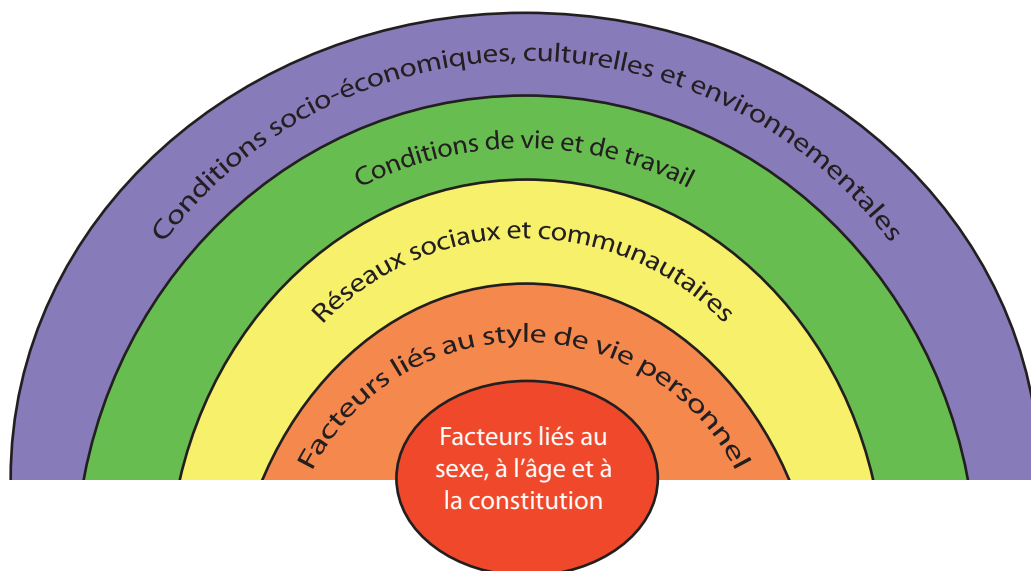 Conditions socio-économiques, culturelles et environnementales
Conditions de vie et de travail
Réseaux sociaux et communautaires
Facteurs liés au style de vie personnel
Facteurs liés au
sexe, à l'âge et à
la constitution